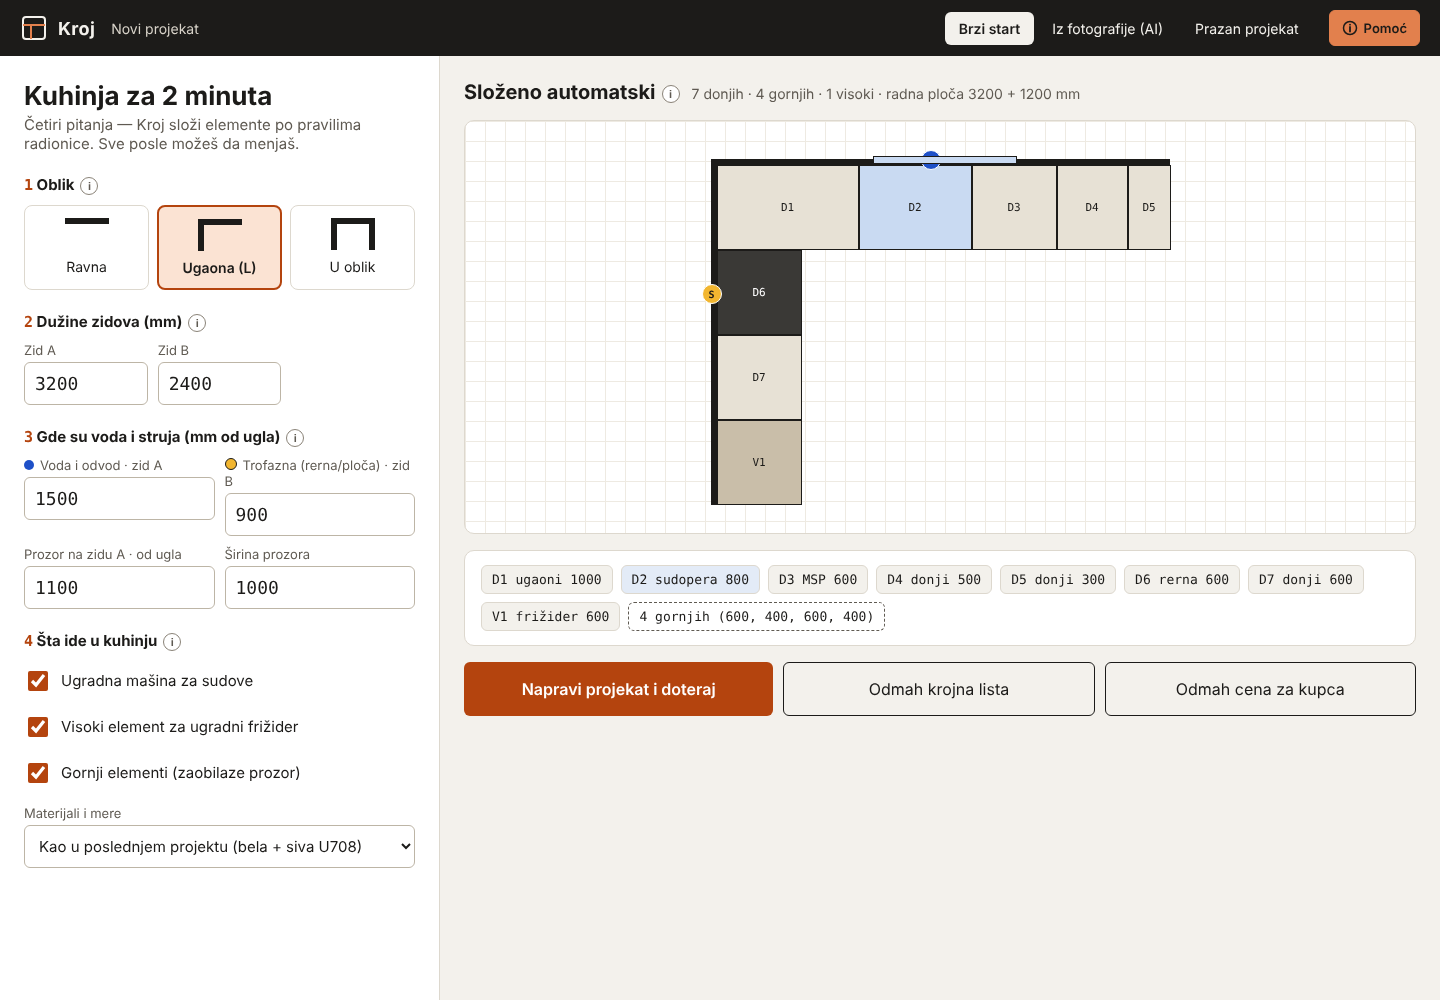 Kroj
Novi projekat
Brzi start
Iz fotografije (AI)
Prazan projekat
Pomoć
Kuhinja za 2 minuta
Četiri pitanja — Kroj složi elemente po pravilima
radionice. Sve posle možeš da menjaš.
1 Oblik i
Ravna
Ugaona (L)
U oblik
2 Dužine zidova (mm) i
Zid A
Zid B
3200
2400
3 Gde su voda i struja (mm od ugla) i
Voda i odvod · zid A
Trofazna (rerna/ploča) · zid
B
1500
900
Prozor na zidu A · od ugla
Širina prozora
1100
1000
4 Šta ide u kuhinju i
Ugradna mašina za sudove
Visoki element za ugradni frižider
Gornji elementi (zaobilaze prozor)
Materijali i mere
Kao u poslednjem projektu (bela + siva U708)
Složeno automatski i 7 donjih · 4 gornjih · 1 visoki · radna ploča 3200 + 1200 mm
D1
D2
D3
D4
D5
S
D6
D7
V1
D1 ugaoni 1000
D2 sudopera 800
D3 MSP 600
D4 donji 500
D5 donji 300
D6 rerna 600
D7 donji 600
V1 frižider 600
4 gornjih (600, 400, 600, 400)
Napravi projekat i doteraj
Odmah krojna lista
Odmah cena za kupca